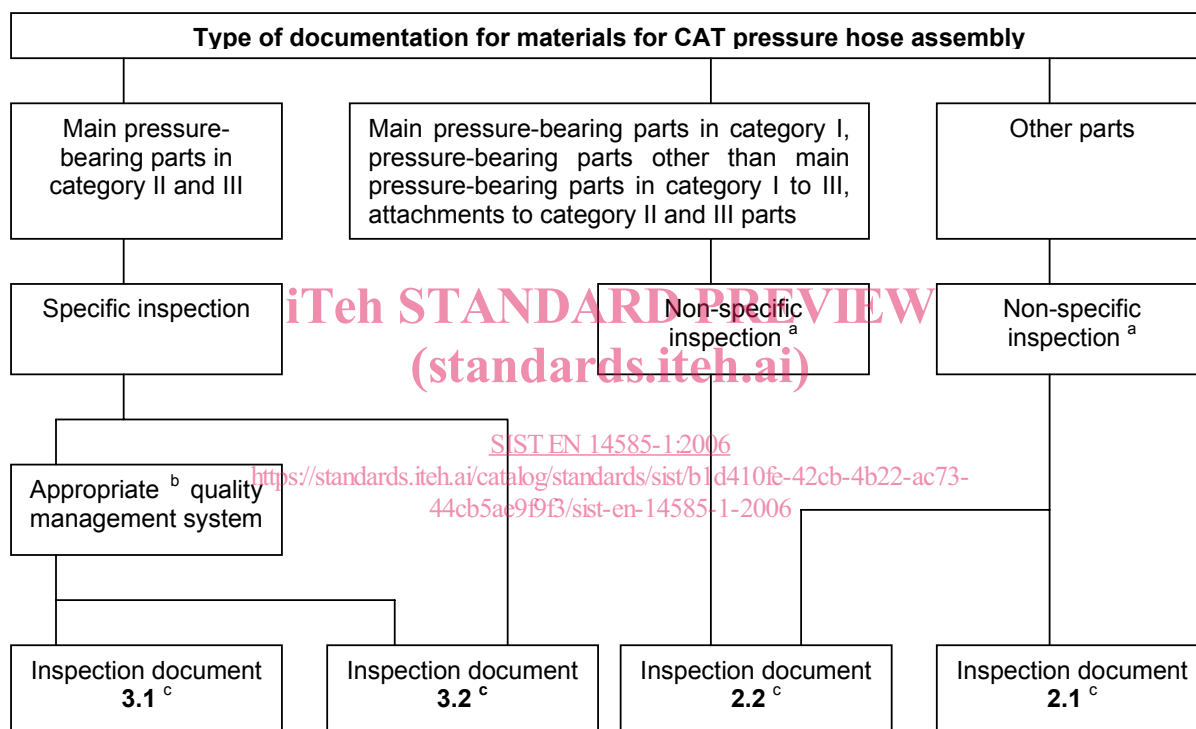 Type of documentation for materials for CAT pressure hose assembly
Main pressure-
bearing parts in
category II and III
Main pressure-bearing parts in category I,
pressure-bearing parts other than main
pressure-bearing parts in category I to III,
attachments to category II and III parts
Other parts
Specific inspection
Non-specific
inspection a
Non-specific
inspection a
iTeh STANDARD PREVIEW
(standards.iteh.ai)
SIST EN 14585-1:2006
https://standards.iteh.ai/catalog/standards/sist/b1d410fe-42cb-4b22-ac73-
44cb5ae9f9f3/sist-en-14585-1-2006
Appropriate b quality
management system
Inspection document
3.1 c
Inspection document
3.2 c
Inspection document
2.2 c
Inspection document
2.1 c